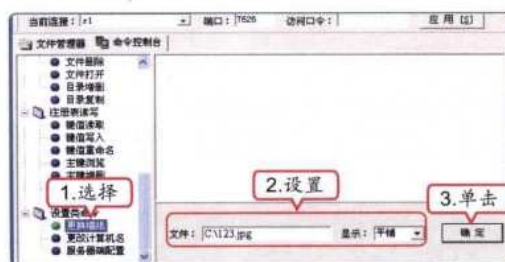 当前连接：r1 端口：7626 访问口令： 应用[S]
文件管理器 命令控制台
文件删除
文件打开
目录增删
目录复制
注册表读写
键值读取
键值写入
键值重命名
主键浏览
主键增删
1.选择
2.设置
3.单击
设置类命令
更换墙纸
更改计算机名
服务器端配置
文件：C\123.jpg 显示：平铺 确定